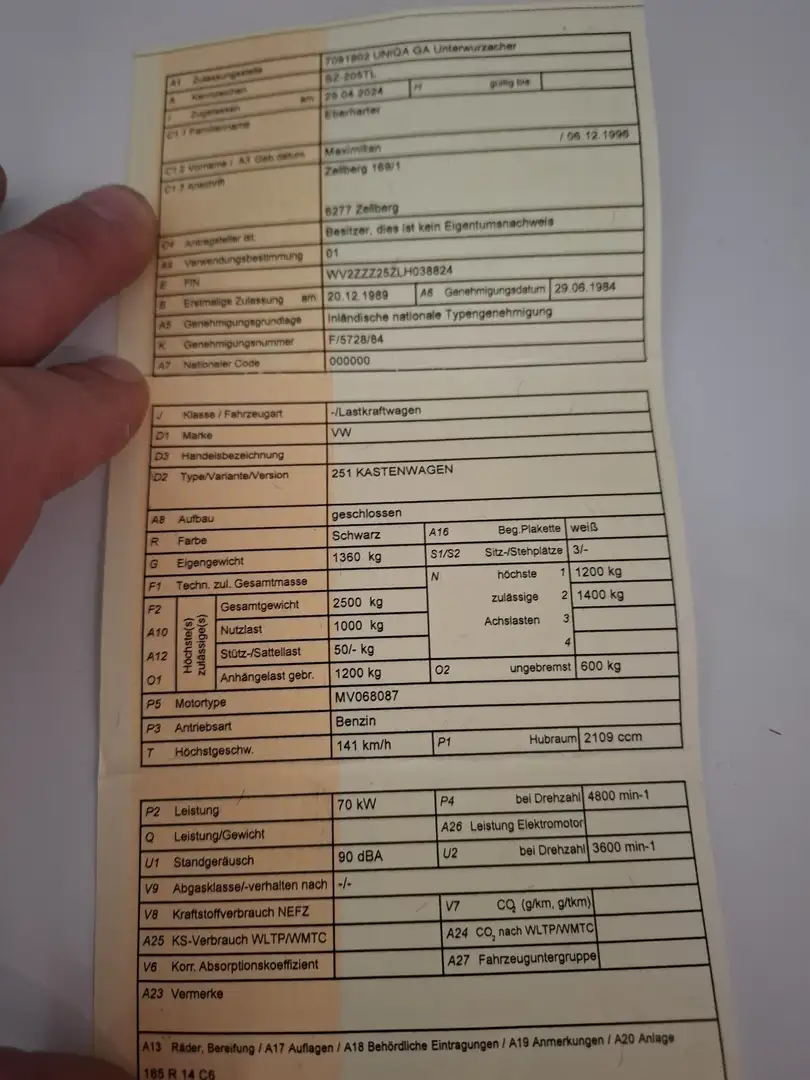 A1 Zulassungsstelle 7091902 UNIQA GA Unterwurzacher
A Kennzeichen SZ-205TL
I Zugelassen am 29.04.2024 H gültig bis
C1.1 Familienname Eberharter
C1.2 Vorname / A3 Geb.datum Maximilian / 06.12.1996
C1.3 Anschrift Zellberg 169/1
6277 Zellberg
C4 Antragsteller ist Besitzer, dies ist kein Eigentumsnachweis
A2 Verwendungsbestimmung 01
E FIN WV2ZZZ25ZLH038824
B Erstmalige Zulassung am 20.12.1989 A6 Genehmigungsdatum 29.06.1984
A5 Genehmigungsgrundlage Inländische nationale Typengenehmigung
K Genehmigungsnummer F/5728/84
A7 Nationaler Code 000000
J Klasse / Fahrzeugart -/Lastkraftwagen
D1 Marke VW
D3 Handelsbezeichnung
D2 Type/Variante/Version 251 KASTENWAGEN
A8 Aufbau geschlossen
R Farbe Schwarz A16 Beg.Plakette weiß
G Eigengewicht 1360 kg S1/S2 Sitz-/Stehplätze 3/-
F1 Techn. zul. Gesamtmasse N höchste 1 1200 kg
F2 Höchste(s) zulässige(s) Gesamtgewicht 2500 kg zulässige 2 1400 kg
A10 Nutzlast 1000 kg Achslasten 3
A12 Stütz-/Sattellast 50/- kg 4
O1 Anhängelast gebr. 1200 kg O2 ungebremst 600 kg
P5 Motortype MV068087
P3 Antriebsart Benzin
T Höchstgeschw. 141 km/h P1 Hubraum 2109 ccm
P2 Leistung 70 kW P4 bei Drehzahl 4800 min-1
Q Leistung/Gewicht A26 Leistung Elektromotor
U1 Standgeräusch 90 dBA U2 bei Drehzahl 3600 min-1
V9 Abgasklasse/-verhalten nach -/-
V8 Kraftstoffverbrauch NEFZ V7 CO₂ (g/km, g/tkm)
A25 KS-Verbrauch WLTP/WMTC A24 CO₂ nach WLTP/WMTC
V6 Korr. Absorptionskoeffizient A27 Fahrzeuguntergruppe
A23 Vermerke
A13 Räder, Bereifung / A17 Auflagen / A18 Behördliche Eintragungen / A19 Anmerkungen / A20 Anlage
185 R 14 C6